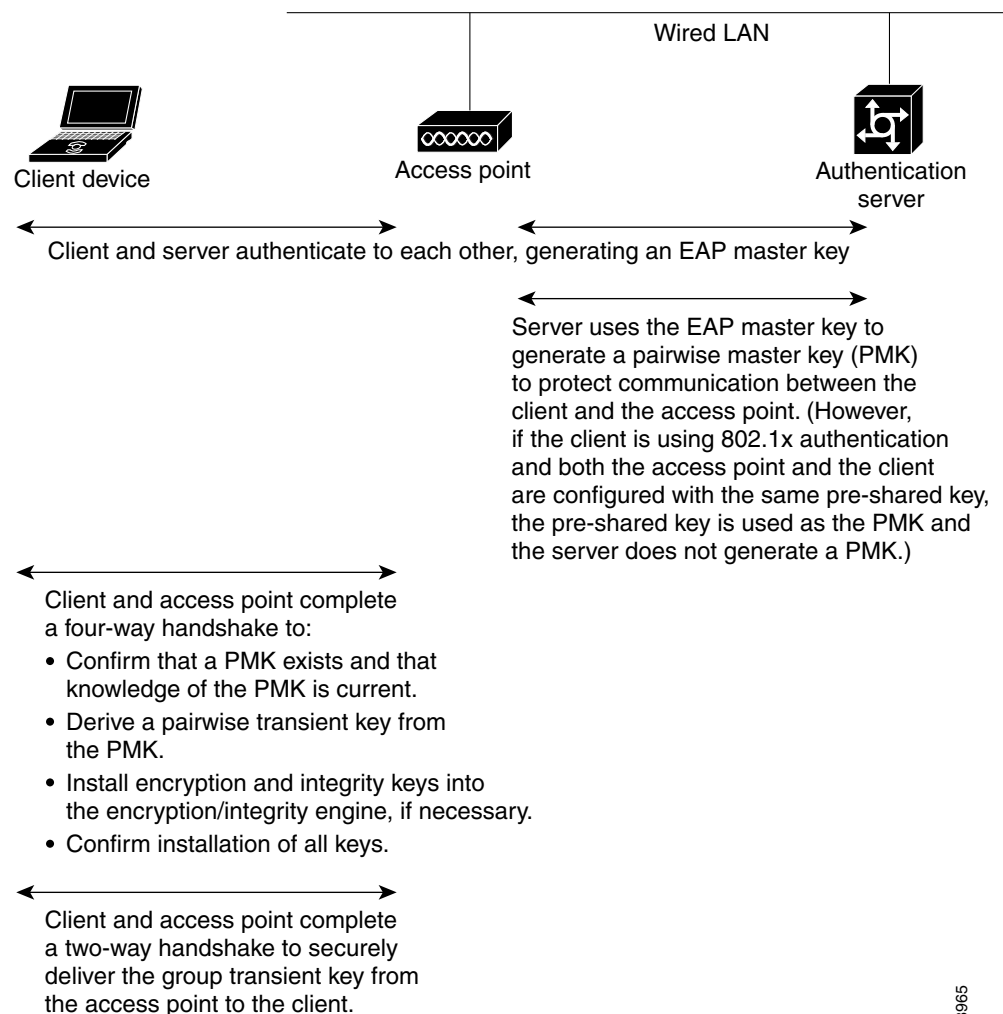 Wired LAN
Client device
Access point
Authentication
server
Client and server authenticate to each other, generating an EAP master key
Server uses the EAP master key to
generate a pairwise master key (PMK)
to protect communication between the
client and the access point. (However,
if the client is using 802.1x authentication
and both the access point and the client
are configured with the same pre-shared key,
the pre-shared key is used as the PMK and
the server does not generate a PMK.)
Client and access point complete
a four-way handshake to:
• Confirm that a PMK exists and that
knowledge of the PMK is current.
• Derive a pairwise transient key from
the PMK.
• Install encryption and integrity keys into
the encryption/integrity engine, if necessary.
• Confirm installation of all keys.
Client and access point complete
a two-way handshake to securely
deliver the group transient key from
the access point to the client.